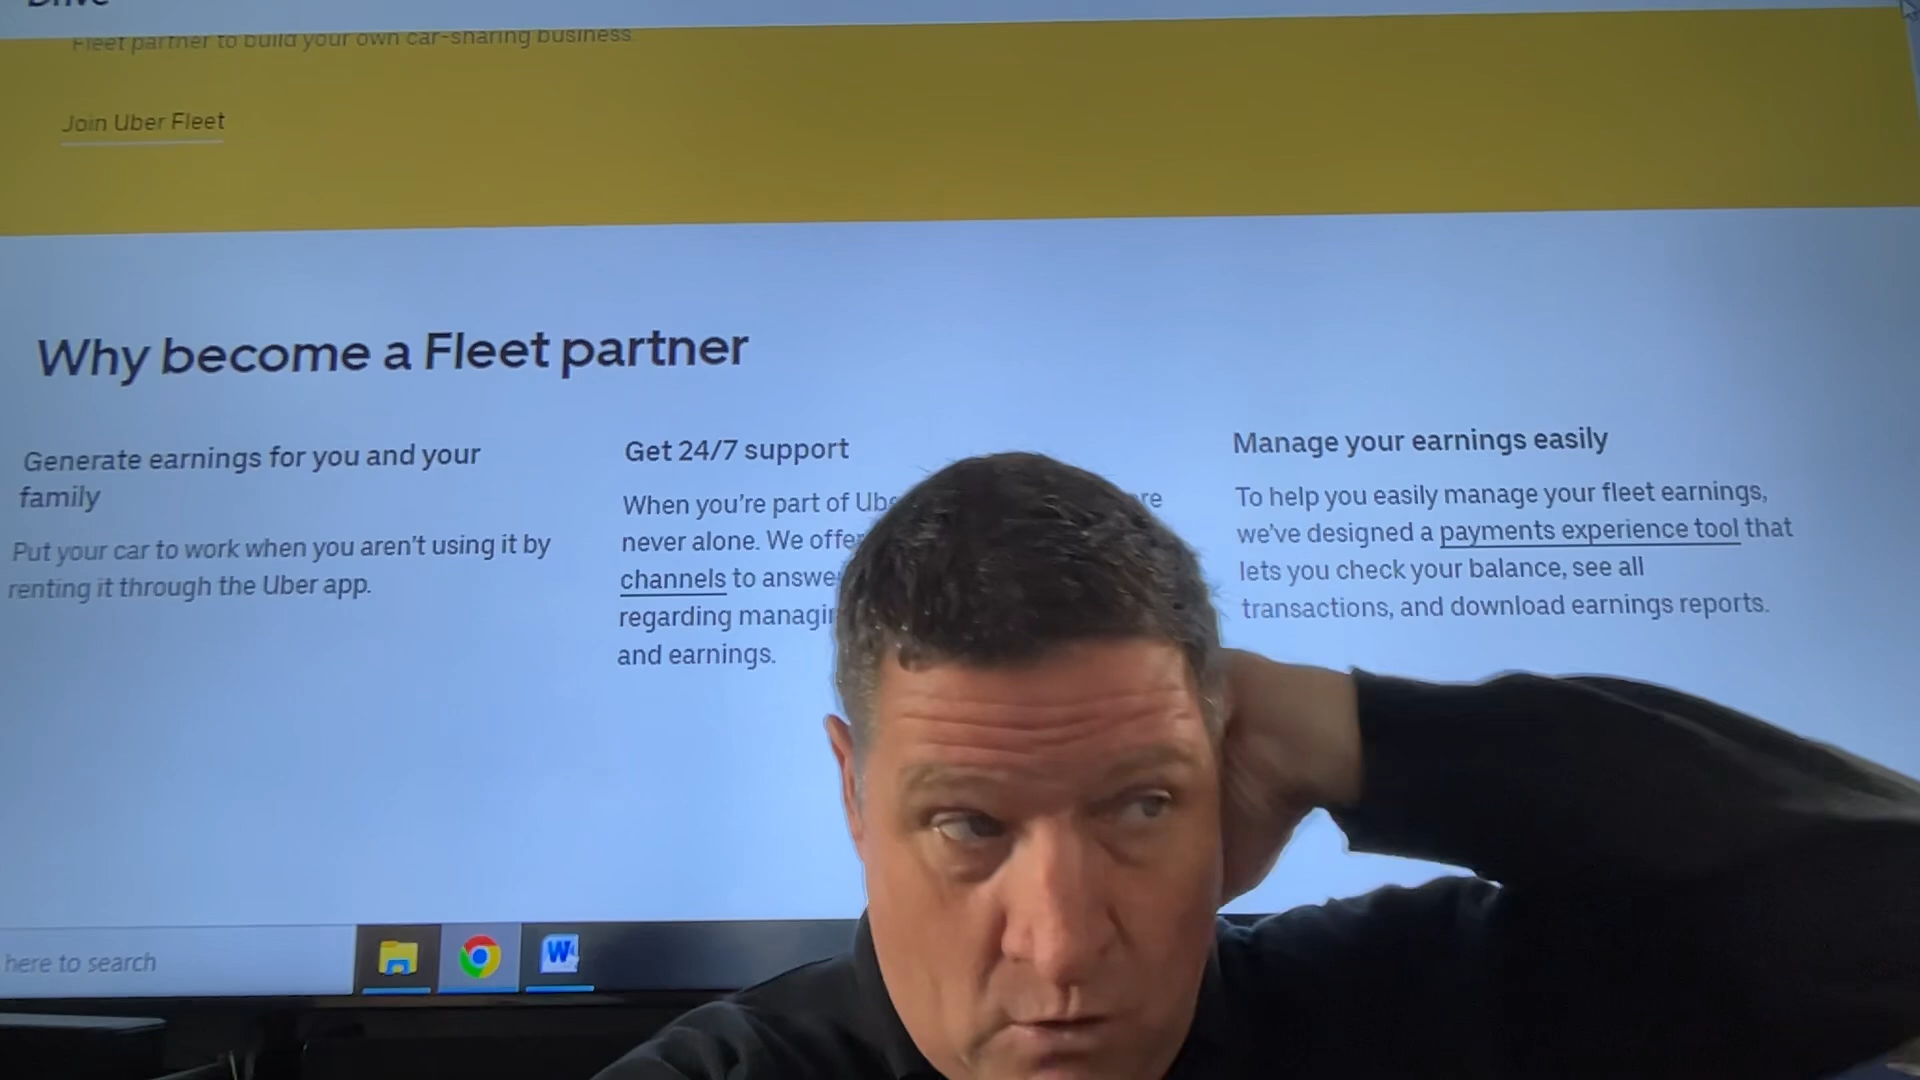 Drive
Fleet partner to build your own car-sharing business.
Join Uber Fleet
Why become a Fleet partner
Generate earnings for you and your
family
Put your car to work when you aren't using it by
renting it through the Uber app.
Get 24/7 support
When you're part of
never alone. We
channels to
regarding
and earnings.
Manage your earnings easily
To help you easily manage your fleet earnings,
we've designed a payments experience tool that
lets you check your balance, see all
transactions, and download earnings reports.
here to search
W